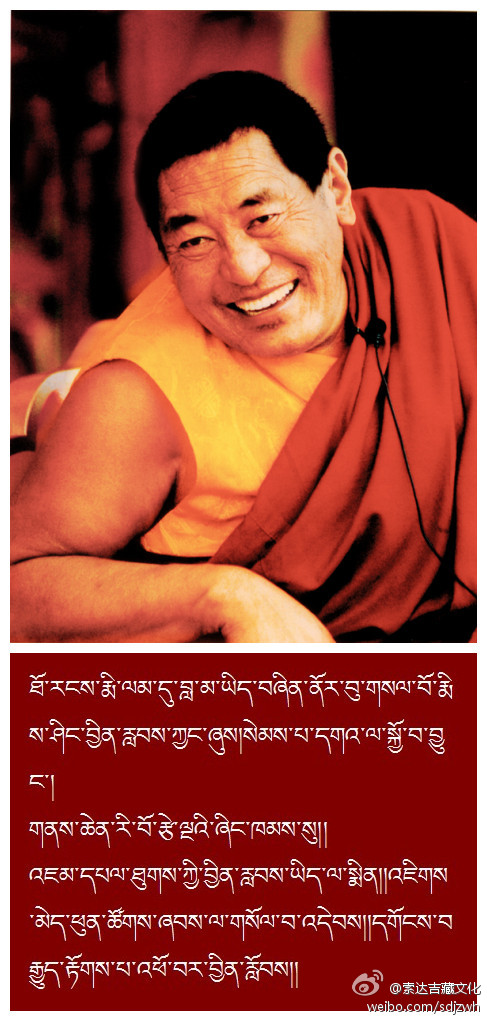 ཐོ་རངས་རྨི་ལམ་དུ་བླ་མ་ཡིད་བཞིན་ནོར་བུ་གསལ་བོ་རྨི
ས་ཤིང་བྱིན་རླབས་ཀྱང་ཞུས།སེམས་པ་དགའ་ལ་སྐྱོ་བ་བྱུ
ང་།
གནས་ཆེན་རི་བོ་རྩེ་ལྔའི་ཞིང་ཁམས་སུ།།
འཇམ་དཔལ་ཐུགས་ཀྱི་བྱིན་རླབས་ཡིད་ལ་སྨིན།།འཇིགས
་མེད་ཕུན་ཚོགས་ཞབས་ལ་གསོལ་བ་འདེབས།།དགོངས་བ
རྒྱུད་རྟོགས་པ་འཕོ་བར་བྱིན་རློབས།།
@索达吉藏文化
weibo.com/sdjzwh